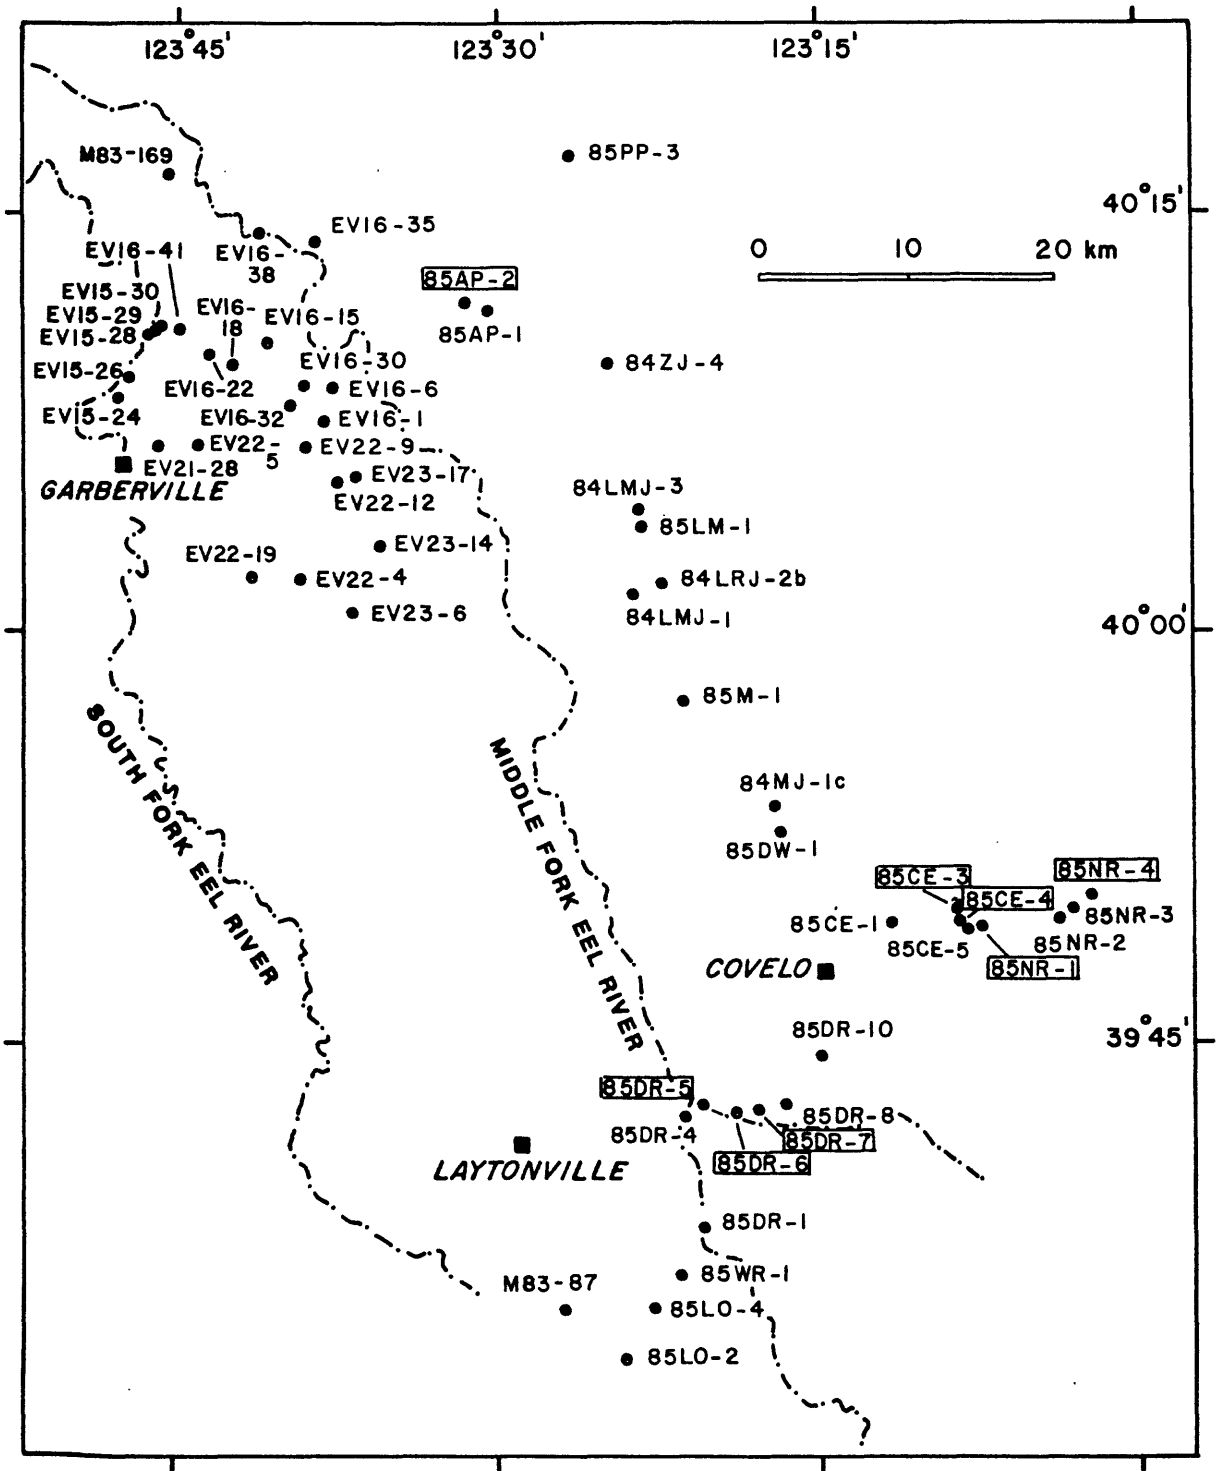 123°45' 123°30' 123°15'
M83-169
85PP-3
40°15'
EV16-35
EV16-41
EV16-
38
0 10 20 km
85AP-2
EV15-30
EV16-
18
EV15-29
EV16-15
EV15-28
85AP-1
EV16-30
84ZJ-4
EV15-26
EV16-22
EV16-6
EV15-24
EV16-32
EV16-1
EV22-
5
EV22-9
EV21-28
EV23-17
GARBERVILLE
84LMJ-3
EV22-12
85LM-1
EV23-14
EV22-19
EV22-4
84LRJ-2b
EV23-6
84LMJ-1
40°00'
85M-1
SOUTH FORK EEL RIVER
MIDDLE FORK EEL RIVER
84MJ-1c
85DW-1
85CE-3
85NR-4
85CE-4
85CE-1
85NR-3
85CE-5
85NR-2
COVELO
85NR-1
85DR-10
39°45'
85DR-5
85DR-8
85DR-4
85DR-7
85DR-6
LAYTONVILLE
85DR-1
85WR-1
M83-87
85LO-4
85LO-2